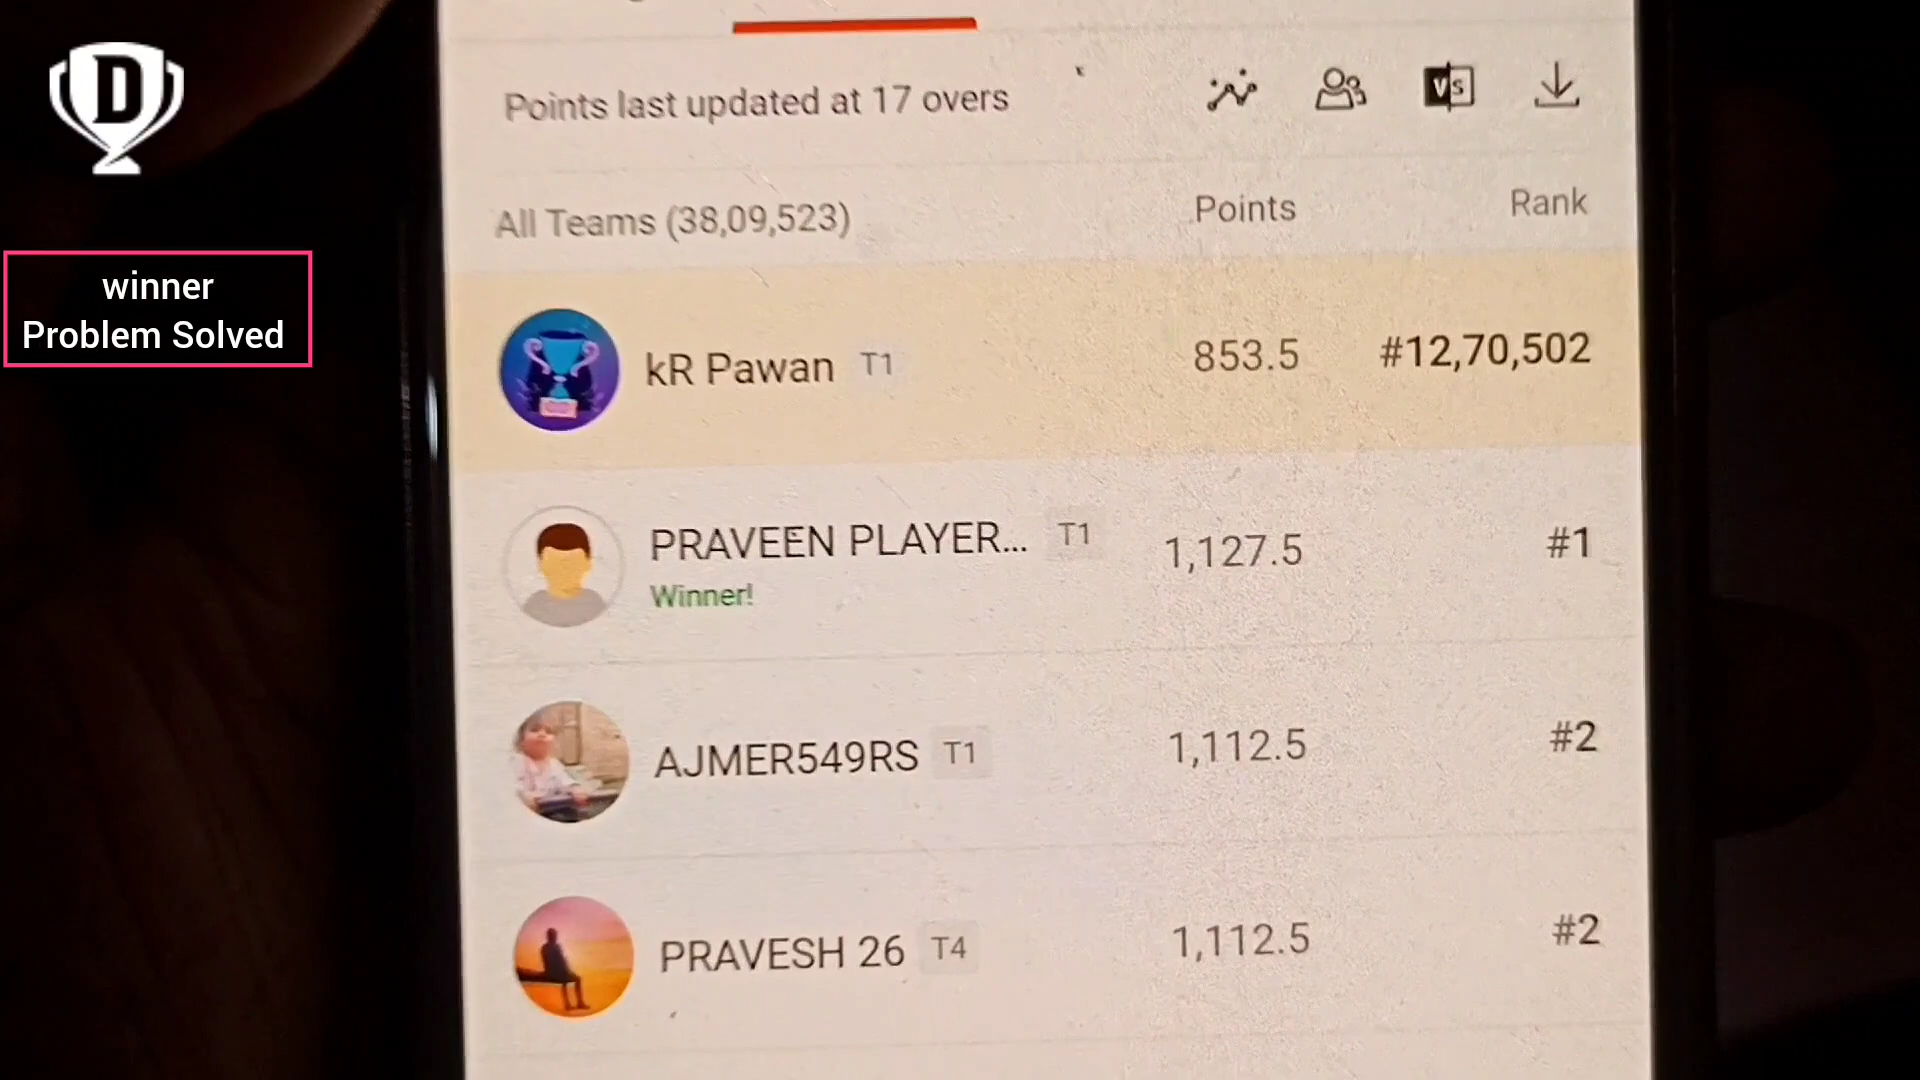 D
winner
Problem Solved
Points last updated at 17 overs
VS
All Teams (38,09,523) Points Rank
kR Pawan T1 853.5 #12,70,502
PRAVEEN PLAYER... T1 1,127.5 #1
Winner!
AJMER549RS T1 1,112.5 #2
PRAVESH 26 T4 1,112.5 #2